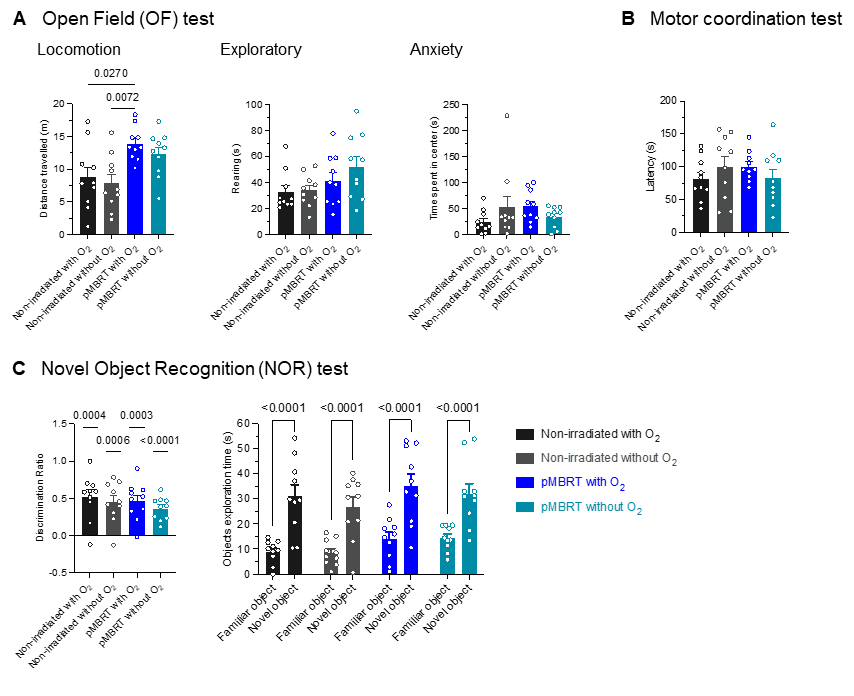 A Open Field (OF) test
B Motor coordination test
Locomotion
Exploratory
Anxiety
0.0270
0.0072
Distance travelled (m)
20
15
10
5
0
Non-irradiated with O2
Non-irradiated without O2
pMBRT with O2
pMBRT without O2
Rearing (s)
100
80
60
40
20
0
Non-irradiated with O2
Non-irradiated without O2
pMBRT with O2
pMBRT without O2
Time spent in center (s)
250
200
150
100
50
0
Non-irradiated with O2
Non-irradiated without O2
pMBRT with O2
pMBRT without O2
Latency (s)
200
150
100
50
0
Non-irradiated with O2
Non-irradiated without O2
pMBRT with O2
pMBRT without O2
C Novel Object Recognition (NOR) test
Discrimination Ratio
1.5
1.0
0.5
0.0
-0.5
0.0004
0.0003
0.0006
<0.0001
Non-irradiated with O2
Non-irradiated without O2
pMBRT with O2
pMBRT without O2
Objects exploration time (s)
60
50
40
30
20
10
0
<0.0001
<0.0001
<0.0001
<0.0001
Familiar object
Novel object
Familiar object
Novel object
Familiar object
Novel object
Familiar object
Novel object
Non-irradiated with O2
Non-irradiated without O2
pMBRT with O2
pMBRT without O2